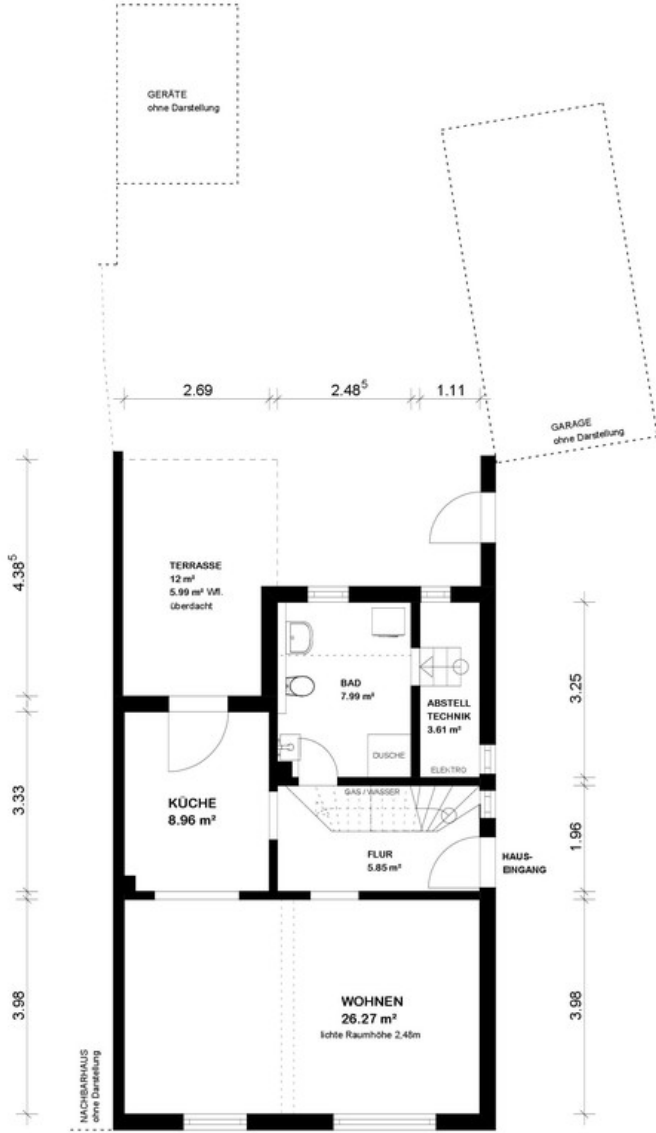 GERÄTE
ohne Darstellung
GARAGE
ohne Darstellung
2.69
2.48⁵
1.11
4.38⁵
TERRASSE
12 m²
5.99 m² Wfl.
überdacht
BAD
7.99 m²
ABSTELL
TECHNIK
3.61 m²
3.25
DUSCHE
ELEKTRO
GAS / WASSER
KÜCHE
8.96 m²
3.33
FLUR
5.85 m²
HAUS-
EINGANG
1.96
WOHNEN
26.27 m²
lichte Raumhöhe 2,48m
3.98
3.98
NACHBARHAUS
ohne Darstellung